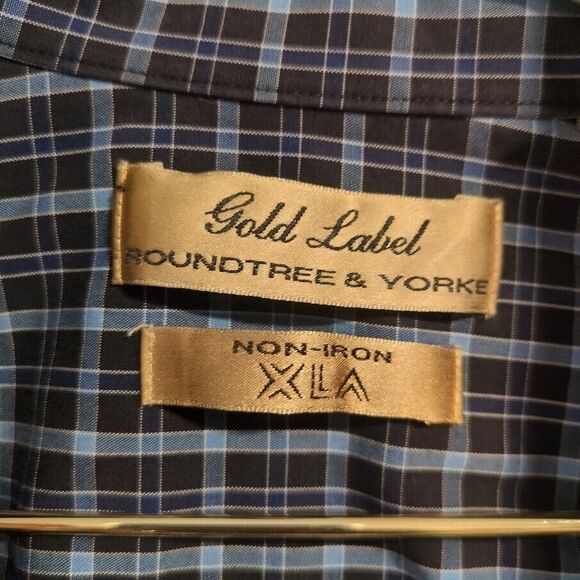 Gold Label
ROUNDTREE & YORKE
NON-IRON
XLA